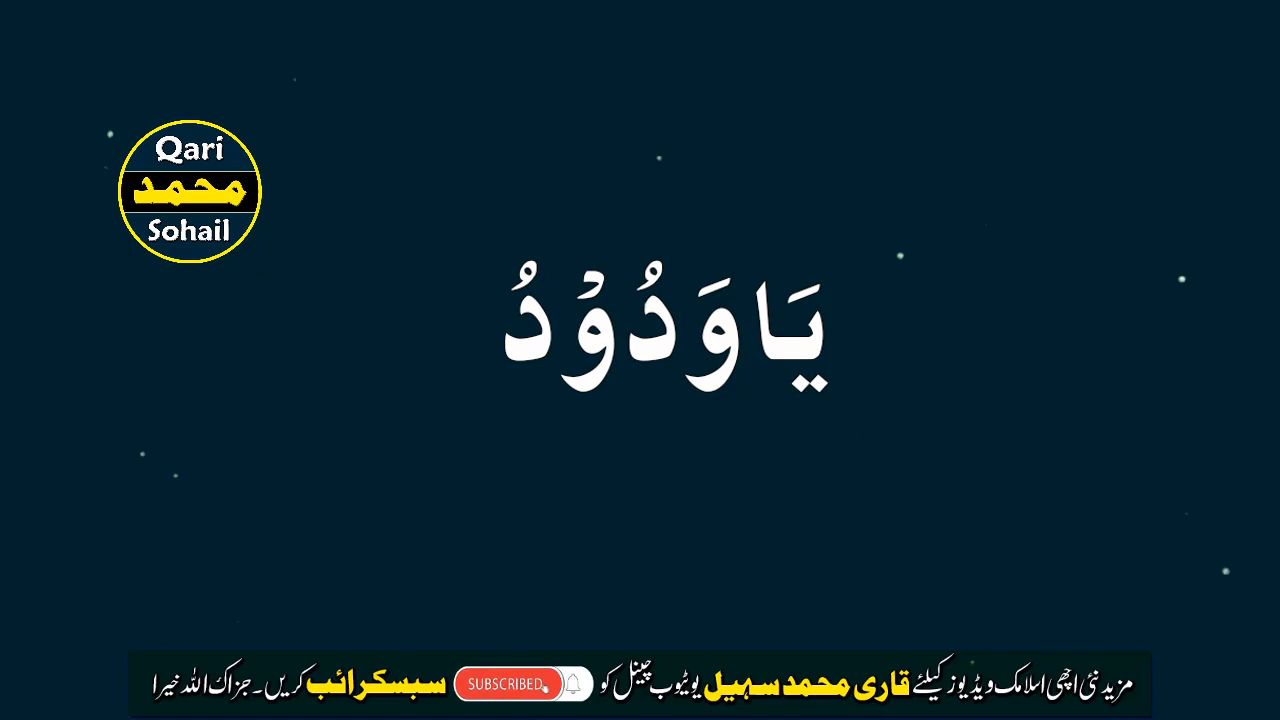 Qari
محمد
Sohail
يَا وَدُوْدُ
مزید نئی اچھی اسلامک ویڈیوز کیلئے قاری محمد سہیل یوٹیوب چینل کو SUBSCRIBED سبسکرائب کریں۔ جزاک اللہ خیرا